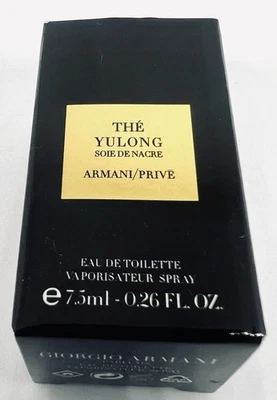 THÉ
YULONG
SOIE DE NACRE
ARMANI/PRIVĒ
EAU DE TOILETTE
VAPORISATEUR SPRAY
℮ 7.5ml - 0.26 FL. OZ.
GIORGIO ARMANI